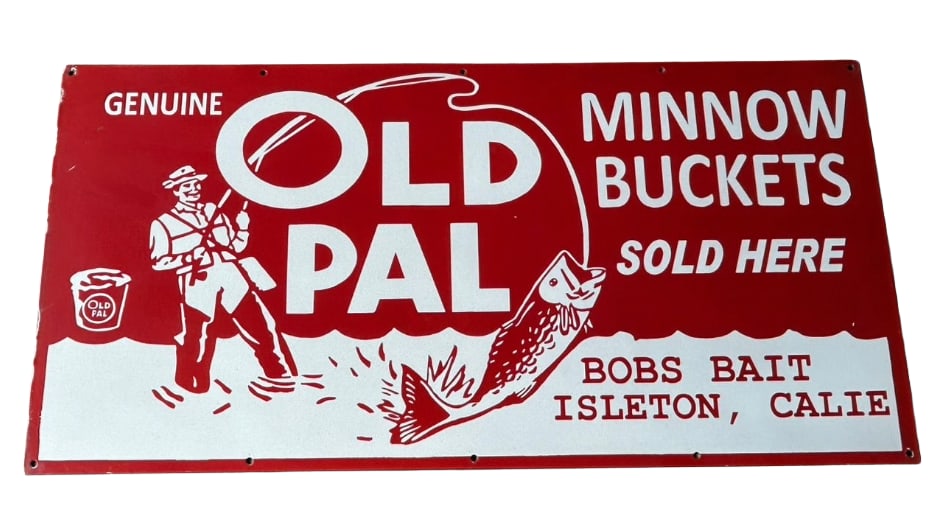 GENUINE
OLD
PAL
MINNOW
BUCKETS
SOLD HERE
OLD
PAL
BOBS BAIT
ISLETON, CALIE